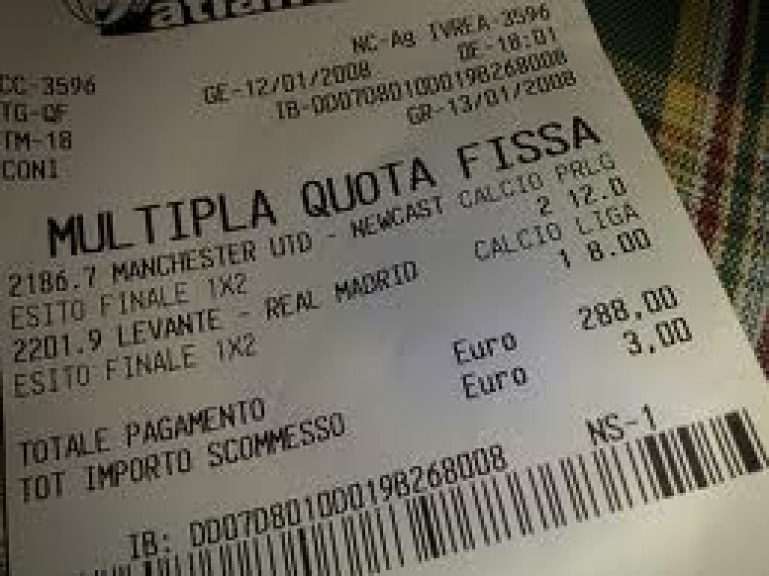 NC-Ag IVREA-3596
CC-3596 GE-12/01/2008 OE-18:01
TG-QF IB-00070801000198268008
TM-18 GR-13/01/2008
CONI
MULTIPLA QUOTA FISSA
2186.7 MANCHESTER UTD - NEWCAST CALCIO PRLG
ESITO FINALE 1X2 2 12.0
2201.9 LEVANTE - REAL MADRID CALCIO LIGA
ESITO FINALE 1X2 1 8.00
TOTALE PAGAMENTO Euro 288,00
TOT IMPORTO SCOMMESSO Euro 3,00
NS-1
IB: